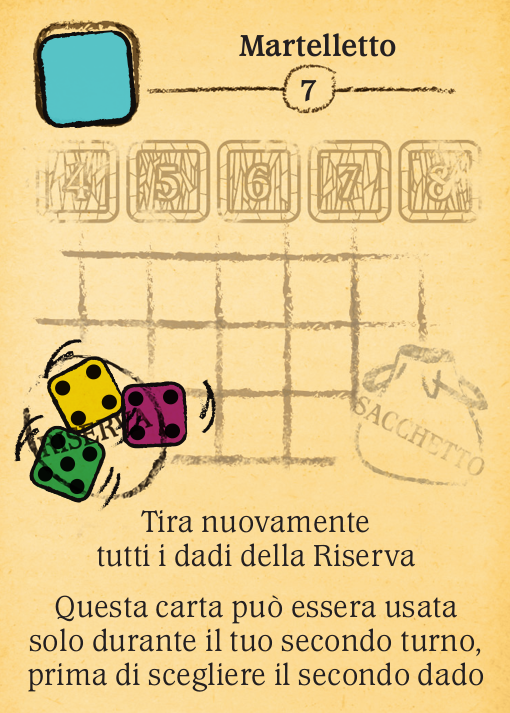 Martelletto
7
4 5 6 7 8
RISERVA
SACCHETTO
Tira nuovamente
tutti i dadi della Riserva
Questa carta può essera usata
solo durante il tuo secondo turno,
prima di scegliere il secondo dado